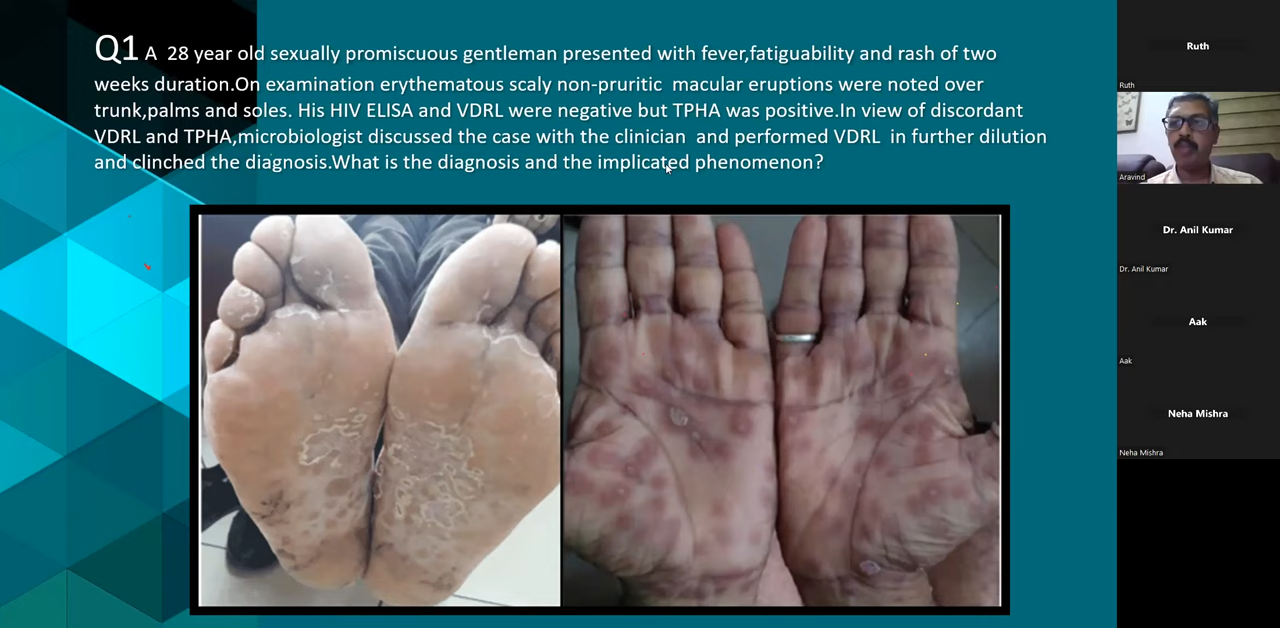 Q1 A 28 year old sexually promiscuous gentleman presented with fever,fatiguability and rash of two
weeks duration.On examination erythematous scaly non-pruritic macular eruptions were noted over
trunk,palms and soles. His HIV ELISA and VDRL were negative but TPHA was positive.In view of discordant
VDRL and TPHA,microbiologist discussed the case with the clinician and performed VDRL in further dilution
and clinched the diagnosis.What is the diagnosis and the implicated phenomenon?
Ruth
Ruth
Aravind
Dr. Anil Kumar
Dr. Anil Kumar
Aak
Aak
Neha Mishra
Neha Mishra